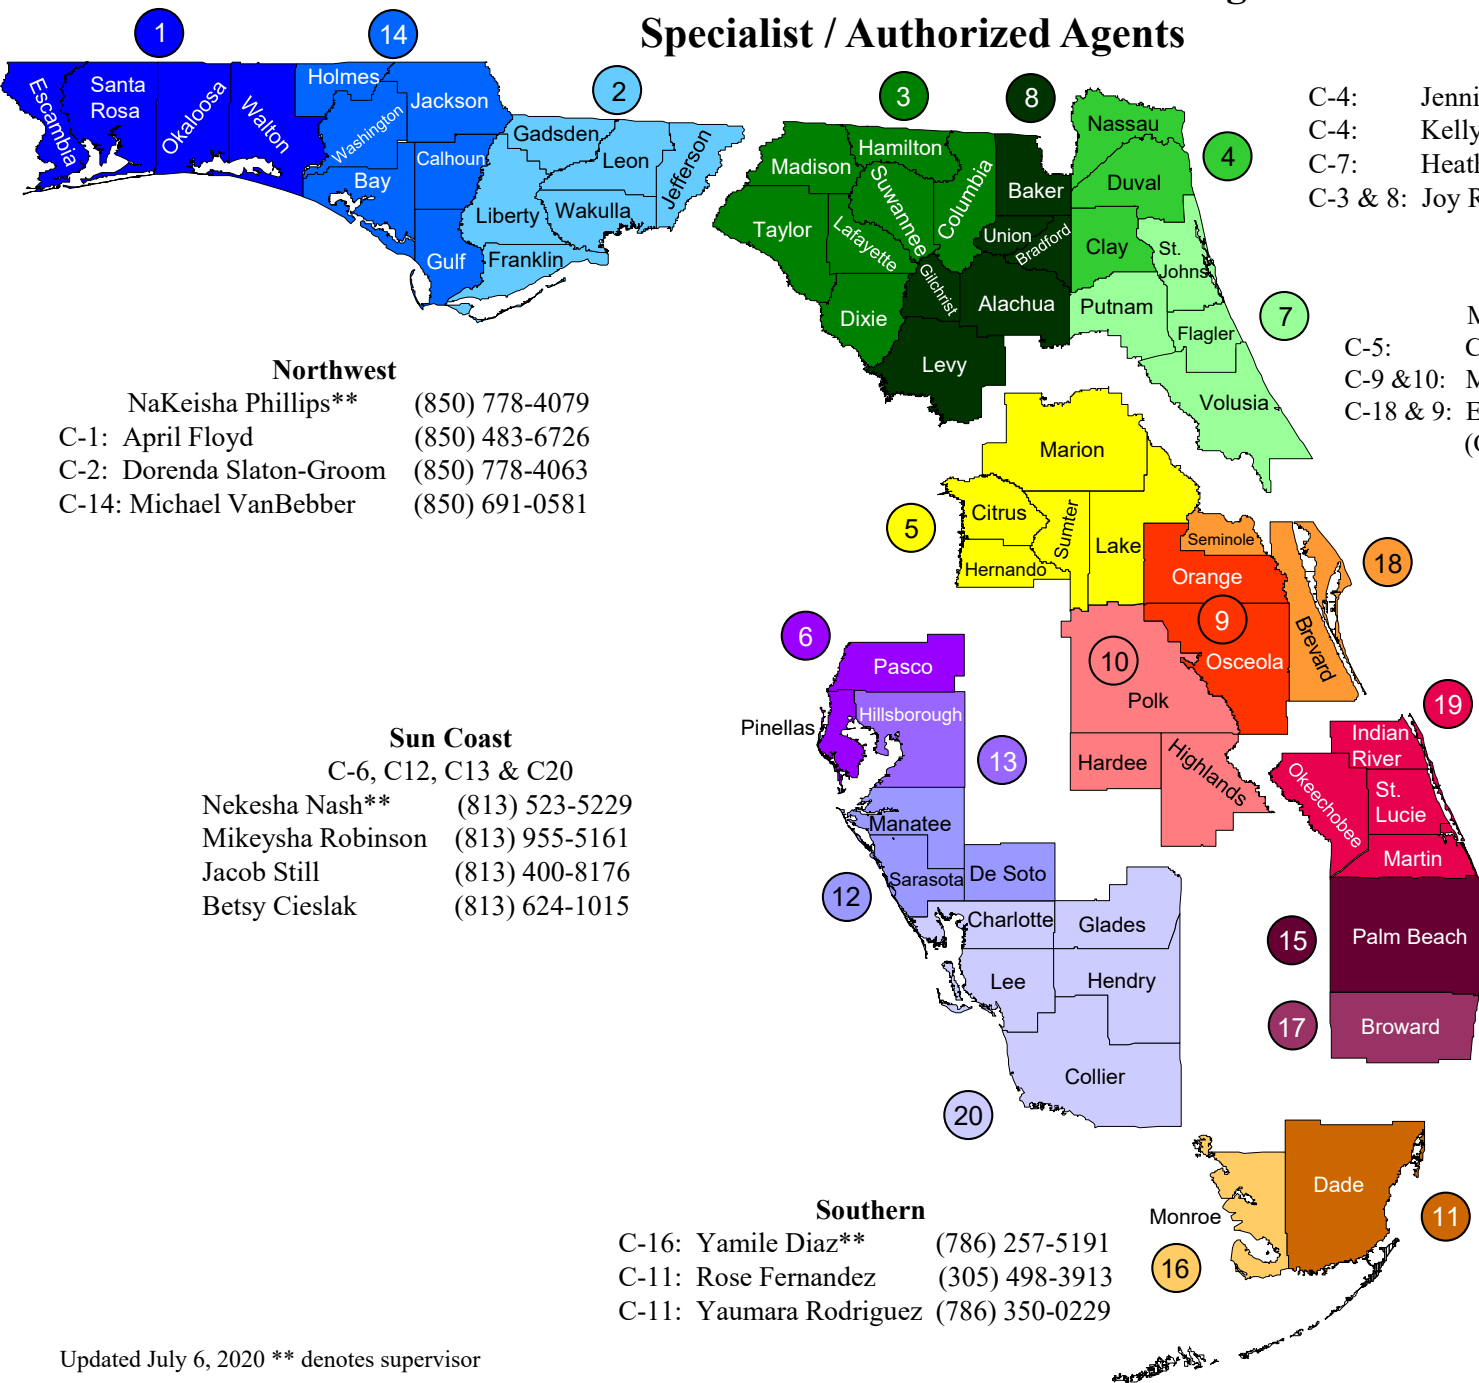 Specialist / Authorized Agents
1
14
2
3
8
4
7
5
18
6
9
10
19
13
12
15
17
20
11
16
Escambia
Santa
Rosa
Okaloosa
Walton
Holmes
Washington
Jackson
Bay
Calhoun
Gulf
Gadsden
Leon
Jefferson
Liberty
Wakulla
Franklin
Madison
Hamilton
Suwannee
Columbia
Taylor
Lafayette
Dixie
Baker
Union
Bradford
Gilchrist
Alachua
Levy
Nassau
Duval
Clay
St.
Johns
Putnam
Flagler
Volusia
Marion
Citrus
Sumter
Lake
Hernando
Seminole
Orange
Osceola
Brevard
Polk
Hardee
Highlands
Pasco
Pinellas
Hillsborough
Manatee
Sarasota
De Soto
Charlotte
Glades
Lee
Hendry
Collier
Indian
River
Okeechobee
St.
Lucie
Martin
Palm Beach
Broward
Monroe
Dade
C-4:
C-4: Kelly
C-7:
C-3 & 8: Joy
C-5:
C-9 &10:
C-18 & 9:
Northwest
NaKeisha Phillips** (850) 778-4079
C-1: April Floyd (850) 483-6726
C-2: Dorenda Slaton-Groom (850) 778-4063
C-14: Michael VanBebber (850) 691-0581
Sun Coast
C-6, C12, C13 & C20
Nekesha Nash** (813) 523-5229
Mikeysha Robinson (813) 955-5161
Jacob Still (813) 400-8176
Betsy Cieslak (813) 624-1015
Southern
C-16: Yamile Diaz** (786) 257-5191
C-11: Rose Fernandez (305) 498-3913
C-11: Yaumara Rodriguez (786) 350-0229
Updated July 6, 2020 ** denotes supervisor